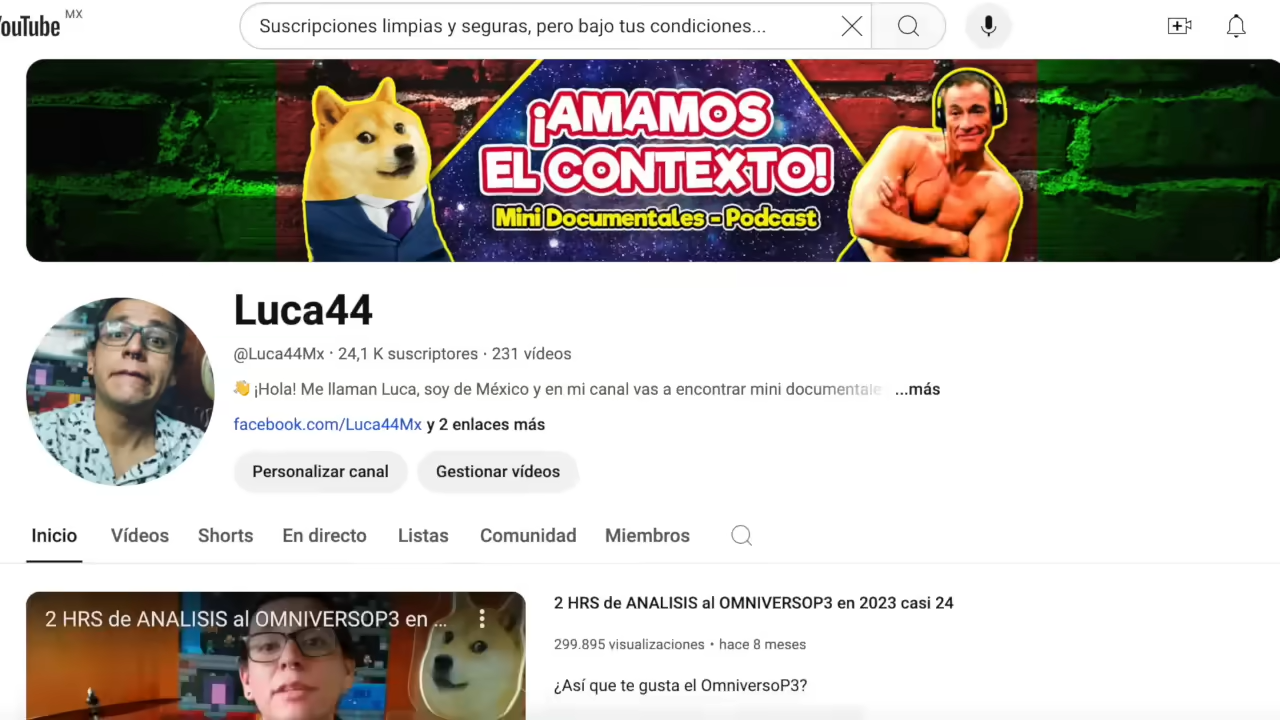 YouTube MX
Suscripciones limpias y seguras, pero bajo tus condiciones...
¡AMAMOS
EL CONTEXTO!
Mini Documentales - Podcast
Luca44
@Luca44Mx · 24,1 K suscriptores · 231 vídeos
👋 ¡Hola! Me llaman Luca, soy de México y en mi canal vas a encontrar mini documentale ...más
facebook.com/Luca44Mx y 2 enlaces más
Personalizar canal Gestionar vídeos
Inicio Vídeos Shorts En directo Listas Comunidad Miembros
2 HRS de ANALISIS al OMNIVERSOP3 en ...
2 HRS de ANALISIS al OMNIVERSOP3 en 2023 casi 24
299.895 visualizaciones • hace 8 meses
¿Así que te gusta el OmniversoP3?